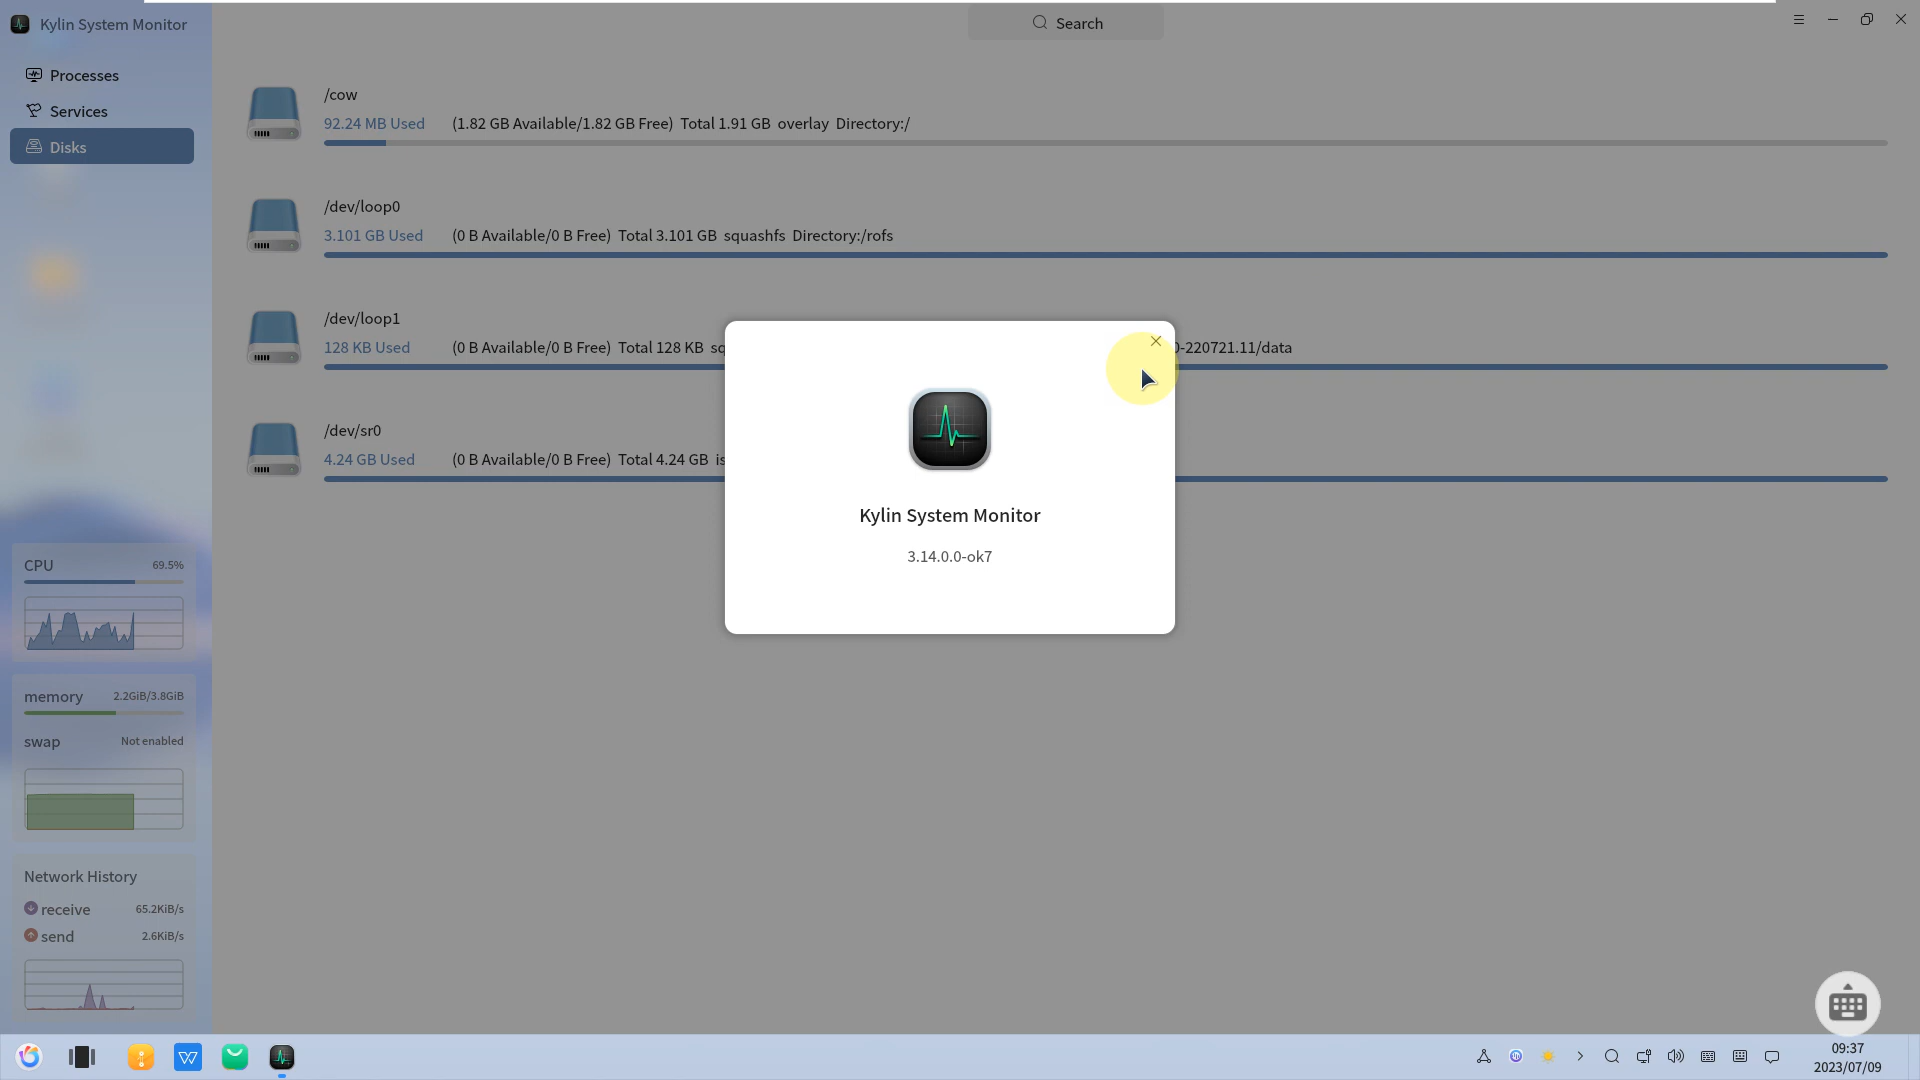 Kylin System Monitor
Search
Processes
Services
Disks
/cow
92.24 MB Used (1.82 GB Available/1.82 GB Free) Total 1.91 GB overlay Directory:/
/dev/loop0
3.101 GB Used (0 B Available/0 B Free) Total 3.101 GB squashfs Directory:/rofs
/dev/loop1
128 KB Used (0 B Available/0 B Free) Total 128 KB sq 0-220721.11/data
/dev/sr0
4.24 GB Used (0 B Available/0 B Free) Total 4.24 GB is
Kylin System Monitor
3.14.0.0-ok7
CPU 69.5%
memory 2.2GiB/3.8GiB
swap Not enabled
Network History
receive 65.2KiB/s
send 2.6KiB/s
09:37
2023/07/09